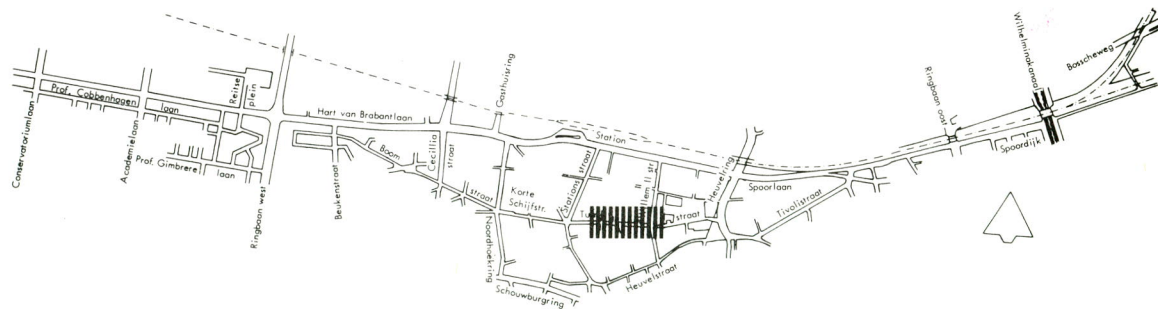 Conservatoriumlaan
Prof. Cobbenhagen
laan
Academielaan
Reitse
plein
Prof. Gimbrere laan
Ringbaan west
Hart van Brabantlaan
Beukenstraat
Boom
straat
Cecillia
straat
Gasthuisring
Korte
Schijfstr.
Noordhoekring
Schouwburgring
Station
Stations straat
straat
Heuvelstraat
Heuvelring
Spoorlaan
Tivolistraat
Ringbaan oost
Spoordijk
Wilhelminakanaal
Bosscheweg